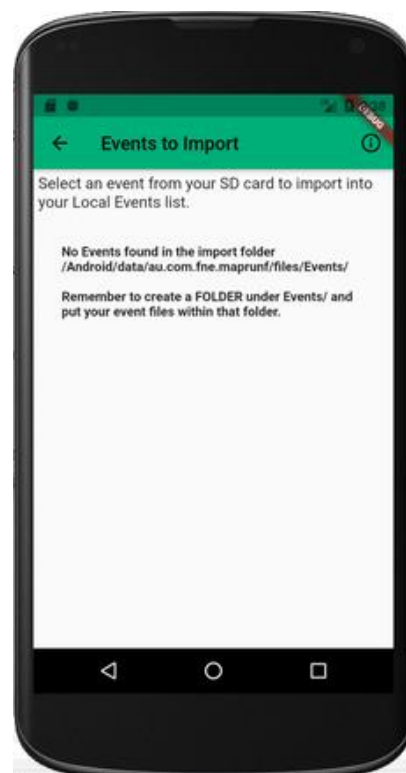 DEBUG
Events to Import
Select an event from your SD card to import into
your Local Events list.
No Events found in the import folder
/Android/data/au.com.fne.maprunf/files/Events/
Remember to create a FOLDER under Events/ and
put your event files within that folder.